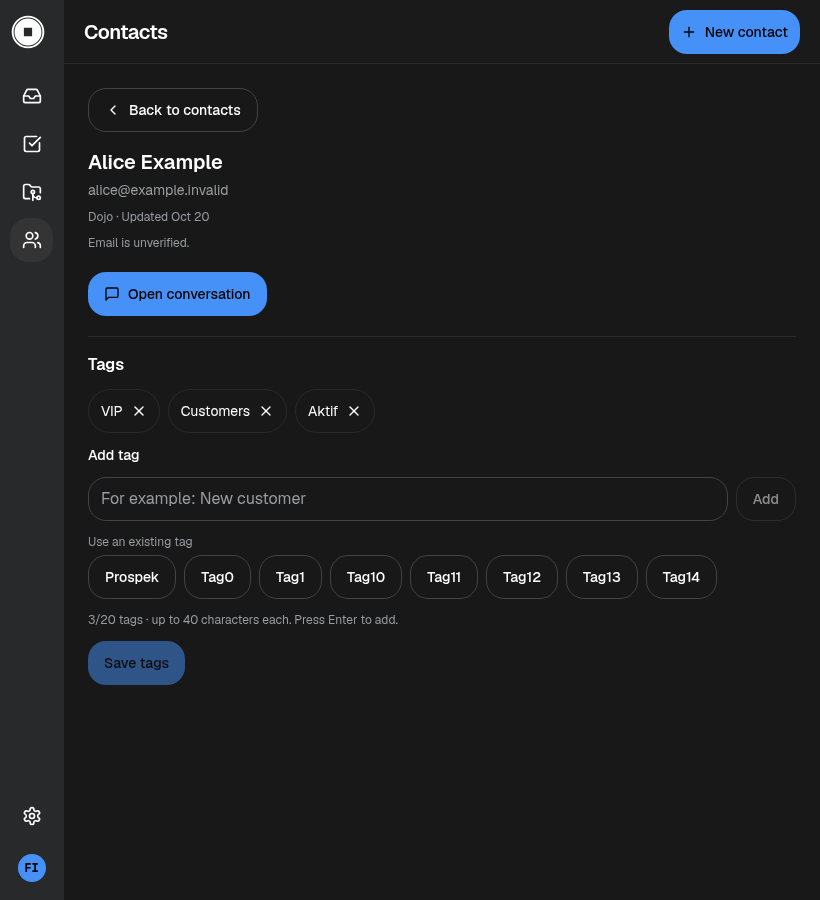 Contacts
New contact
Back to contacts
Alice Example
alice@example.invalid
Dojo · Updated Oct 20
Email is unverified.
Open conversation
Tags
VIP Customers Aktif
Add tag
For example: New customer Add
Use an existing tag
Prospek Tag0 Tag1 Tag10 Tag11 Tag12 Tag13 Tag14
3/20 tags · up to 40 characters each. Press Enter to add.
Save tags
FI